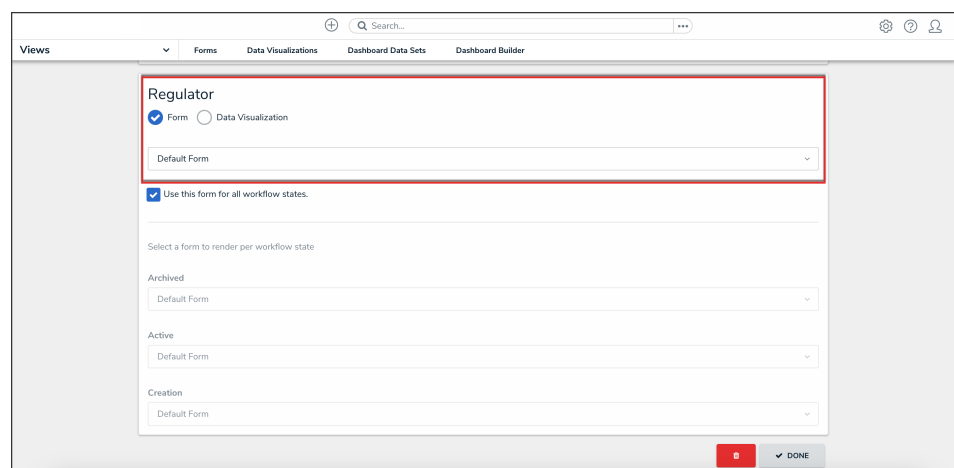 Search...
Views Forms Data Visualizations Dashboard Data Sets Dashboard Builder
Regulator
Form Data Visualization
Default Form
Use this form for all workflow states.
Select a form to render per workflow state
Archived
Default Form
Active
Default Form
Creation
Default Form
DONE